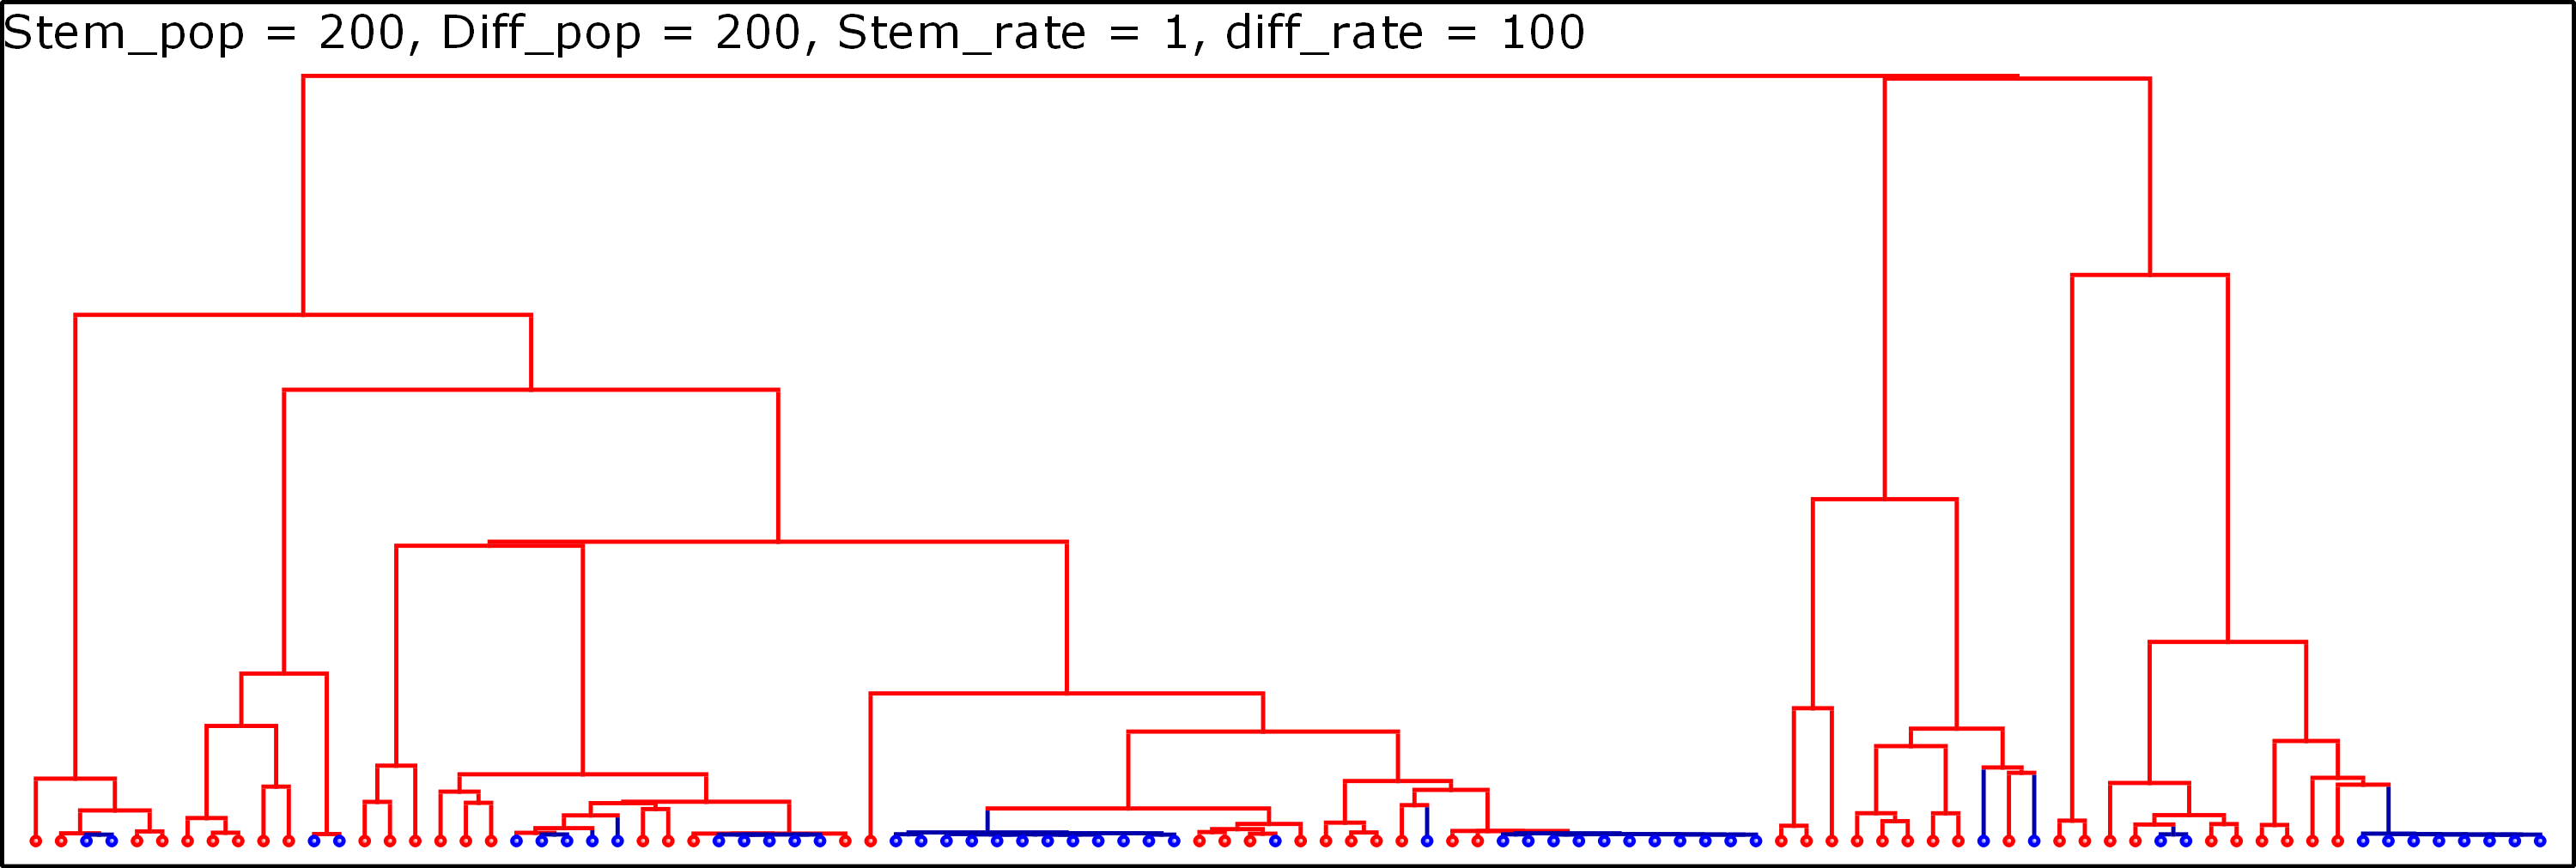 Stem_pop = 200, Diff_pop = 200, Stem_rate = 1, diff_rate = 100